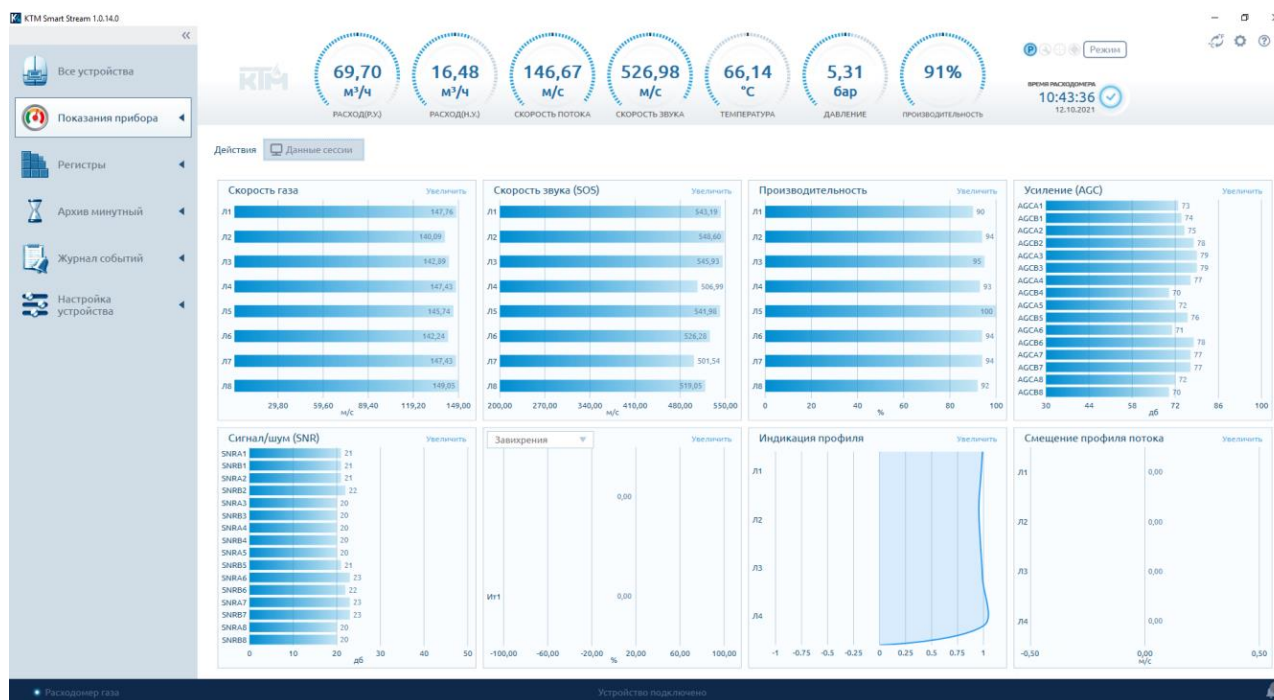 KTM Smart Stream 1.0.14.0
Все устройства
Показания прибора
Регистры
Архив минутный
Журнал событий
Настройка
устройства
КТМ
69,70
м³/ч
РАСХОД(Р.У.)
16,48
м³/ч
РАСХОД(Н.У.)
146,67
м/с
СКОРОСТЬ ПОТОКА
526,98
м/с
СКОРОСТЬ ЗВУКА
66,14
°C
ТЕМПЕРАТУРА
5,31
бар
ДАВЛЕНИЕ
91%
ПРОИЗВОДИТЕЛЬНОСТЬ
P
Режим
ВРЕМЯ РАСХОДОМЕРА
10:43:36
12.10.2021
Действия Данные сессии
Скорость газа Увеличить
Л1 147,76
Л2 140,09
Л3 142,99
Л4 147,43
Л5 145,74
Л6 142,24
Л7 147,43
Л8 149,05
29,80 59,60 89,40 119,20 149,00
м/с
Скорость звука (SOS) Увеличить
Л1 543,19
Л2 540,60
Л3 545,93
Л4 506,99
Л5 541,98
Л6 526,28
Л7 501,54
Л8 519,05
200,00 270,00 340,00 410,00 480,00 550,00
м/с
Производительность Увеличить
Л1 90
Л2 94
Л3 95
Л4 93
Л5 100
Л6 94
Л7 94
Л8 92
0 20 40 60 80 100
%
Усиление (AGC) Увеличить
AGCA1 73
AGCB1 74
AGCA2 75
AGCB2 78
AGCA3 79
AGCB3 79
AGCA4 77
AGCB4 70
AGCA5 72
AGCB5 76
AGCA6 71
AGCB6 78
AGCA7 77
AGCB7 77
AGCA8 72
AGCB8 70
30 44 58 72 86 100
дб
Сигнал/шум (SNR) Увеличить
SNRA1 21
SNRB1 21
SNRA2 21
SNRB2 22
SNRA3 20
SNRB3 20
SNRA4 20
SNRB4 20
SNRA5 20
SNRB5 21
SNRA6 23
SNRB6 22
SNRA7 23
SNRB7 23
SNRA8 20
SNRB8 20
0 10 20 30 40 50
дб
Завихрения Увеличить
0,00
Ит1 0,00
-100,00 -60,00 -20,00 20,00 60,00 100,00
%
Индикация профиля Увеличить
Л1
Л2
Л3
Л4
-1 -0.75 -0.5 -0.25 0 0.25 0.5 0.75 1
Смещение профиля потока Увеличить
Л1 0,00
Л2 0,00
Л3 0,00
Л4 0,00
-0,50 0,00 0,50
м/с
Расходомер газа Устройство подключено